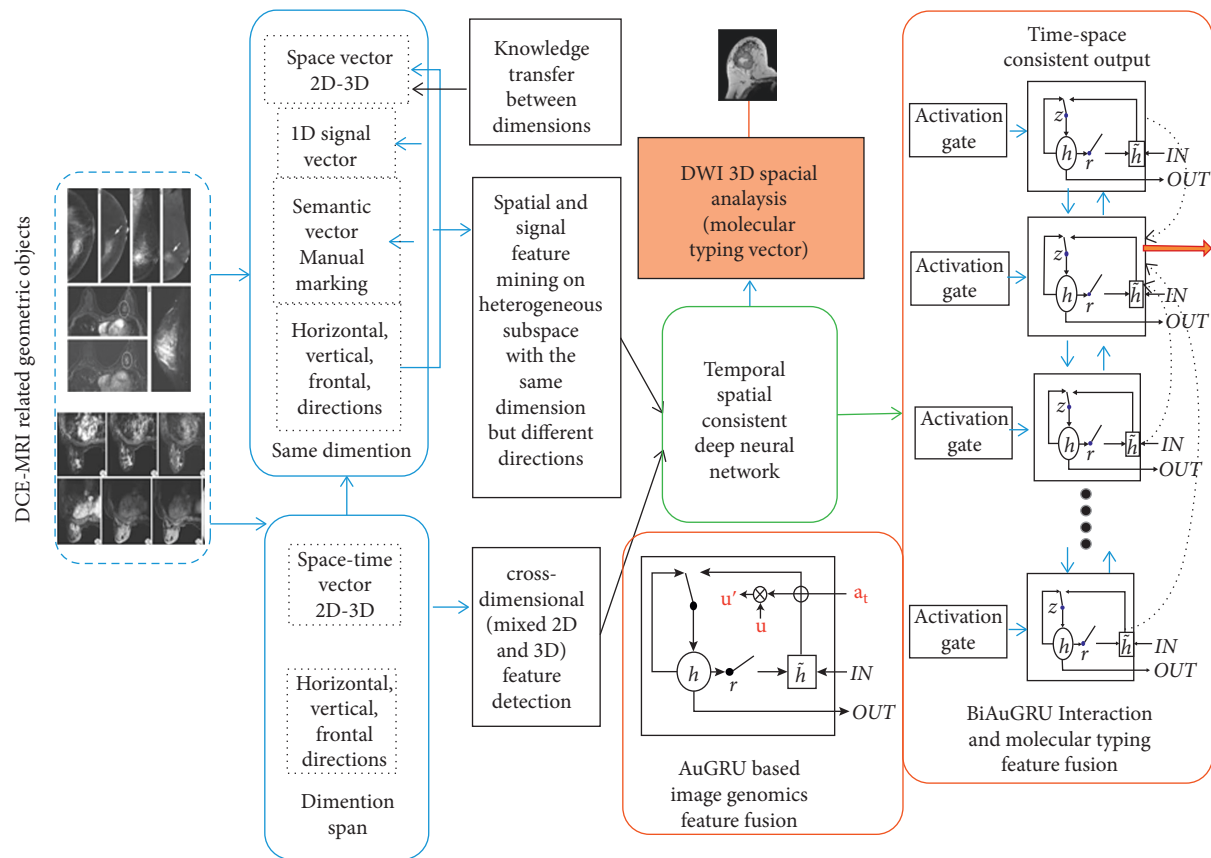 DCE-MRI related geometric objects
Space vector
2D-3D
1D signal
vector
Semantic
vector
Manual
marking
Horizontal,
vertical,
frontal,
directions
Same dimention
Space-time
vector
2D-3D
Horizontal,
vertical,
frontal
directions
Dimention
span
Knowledge
transfer
between
dimensions
Spatial and
signal
feature
mining on
heterogeneous
subspace
with the
same
dimension
but different
directions
cross-
dimensional
(mixed 2D
and 3D)
feature
detection
DWI 3D spacial
analaysis
(molecular
typing vector)
Temporal
spatial
consistent
deep neural
network
u'
u
a_t
h
r
h̃
IN
OUT
AuGRU based
image genomics
feature fusion
Time-space
consistent output
Activation
gate
z
h
r
h̃
IN
OUT
Activation
gate
z
h
r
h̃
IN
OUT
Activation
gate
z
h
r
h̃
IN
OUT
Activation
gate
z
h
r
h̃
IN
OUT
BiAuGRU Interaction
and molecular typing
feature fusion